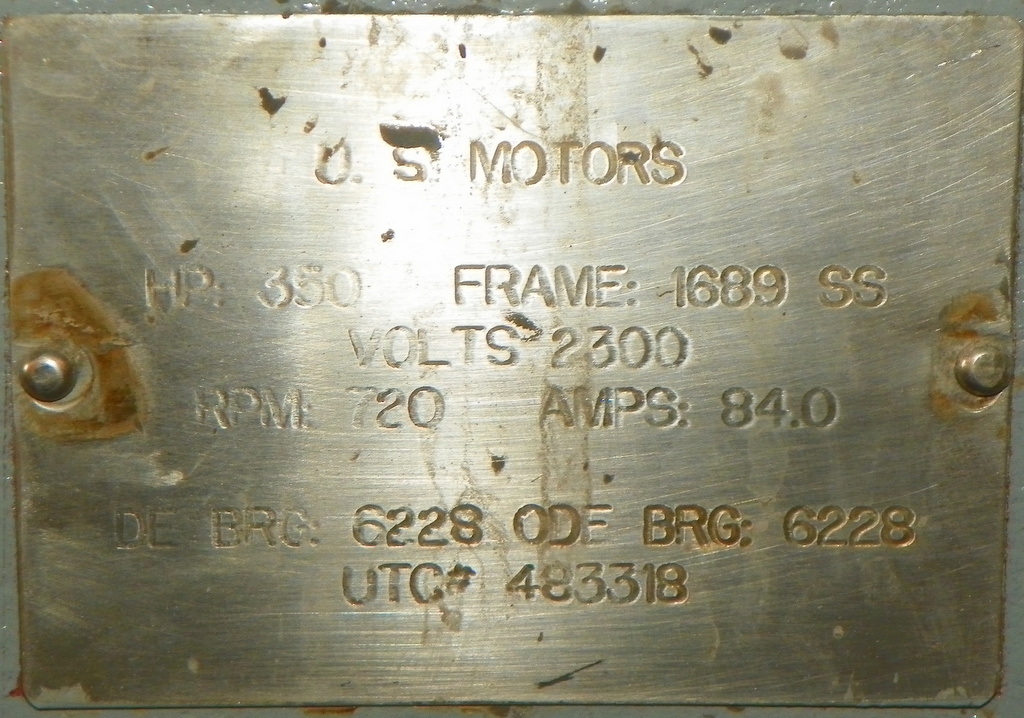 U. S. MOTORS
HP: 350 FRAME: 1689 SS
VOLTS 2300
RPM: 720 AMPS: 84.0
DE BRG: 6228 ODE BRG: 6228
UTC# 483318